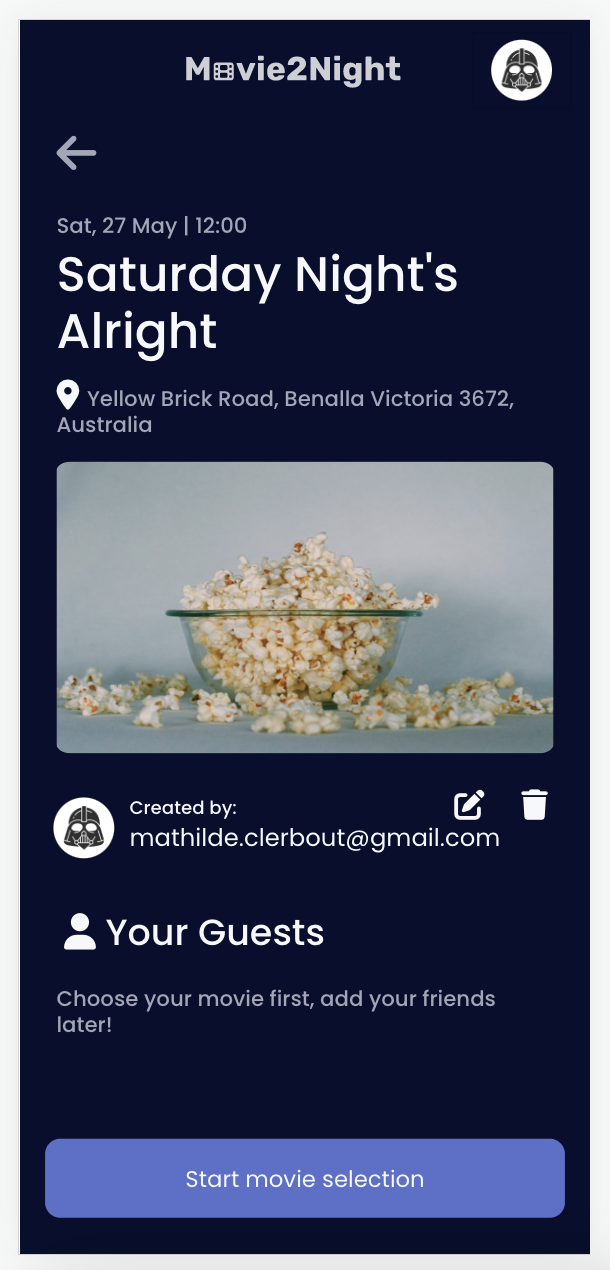 Movie2Night
Sat, 27 May | 12:00
Saturday Night's
Alright
Yellow Brick Road, Benalla Victoria 3672,
Australia
Created by:
mathilde.clerbout@gmail.com
Your Guests
Choose your movie first, add your friends
later!
Start movie selection